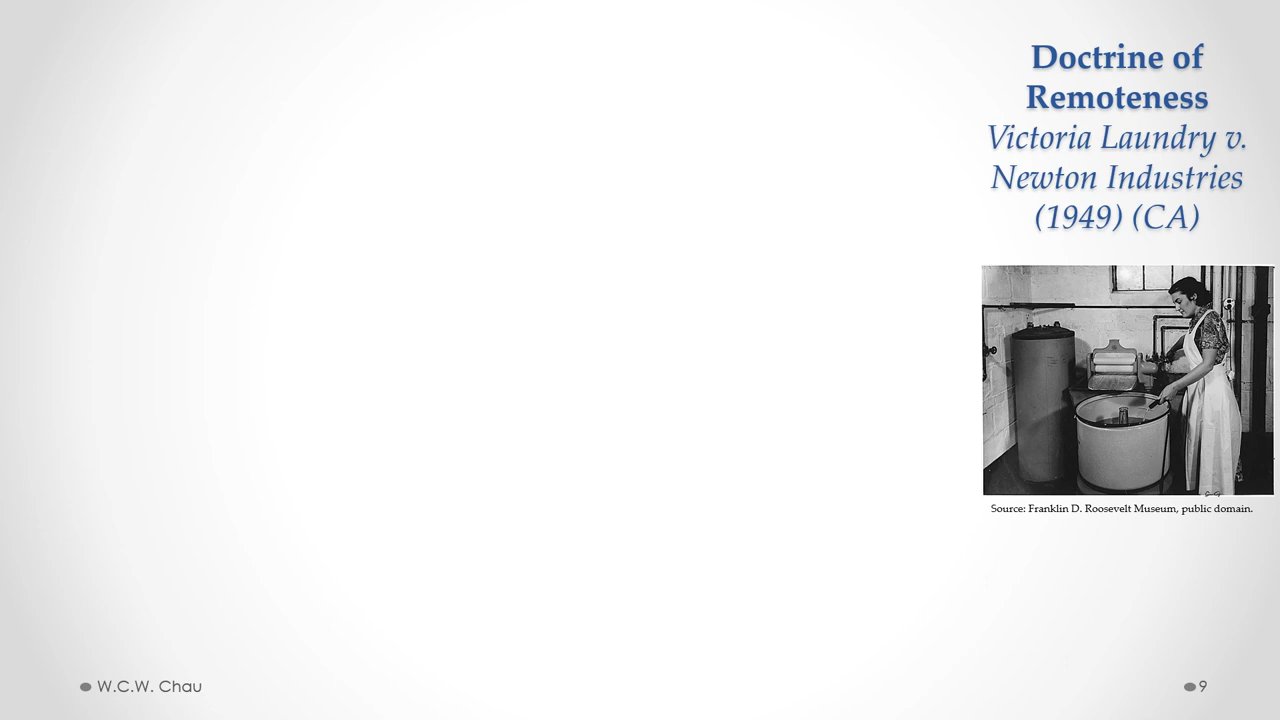 Doctrine of
Remoteness
Victoria Laundry v.
Newton Industries
(1949) (CA)
Source: Franklin D. Roosevelt Museum, public domain.
W.C.W. Chau
9